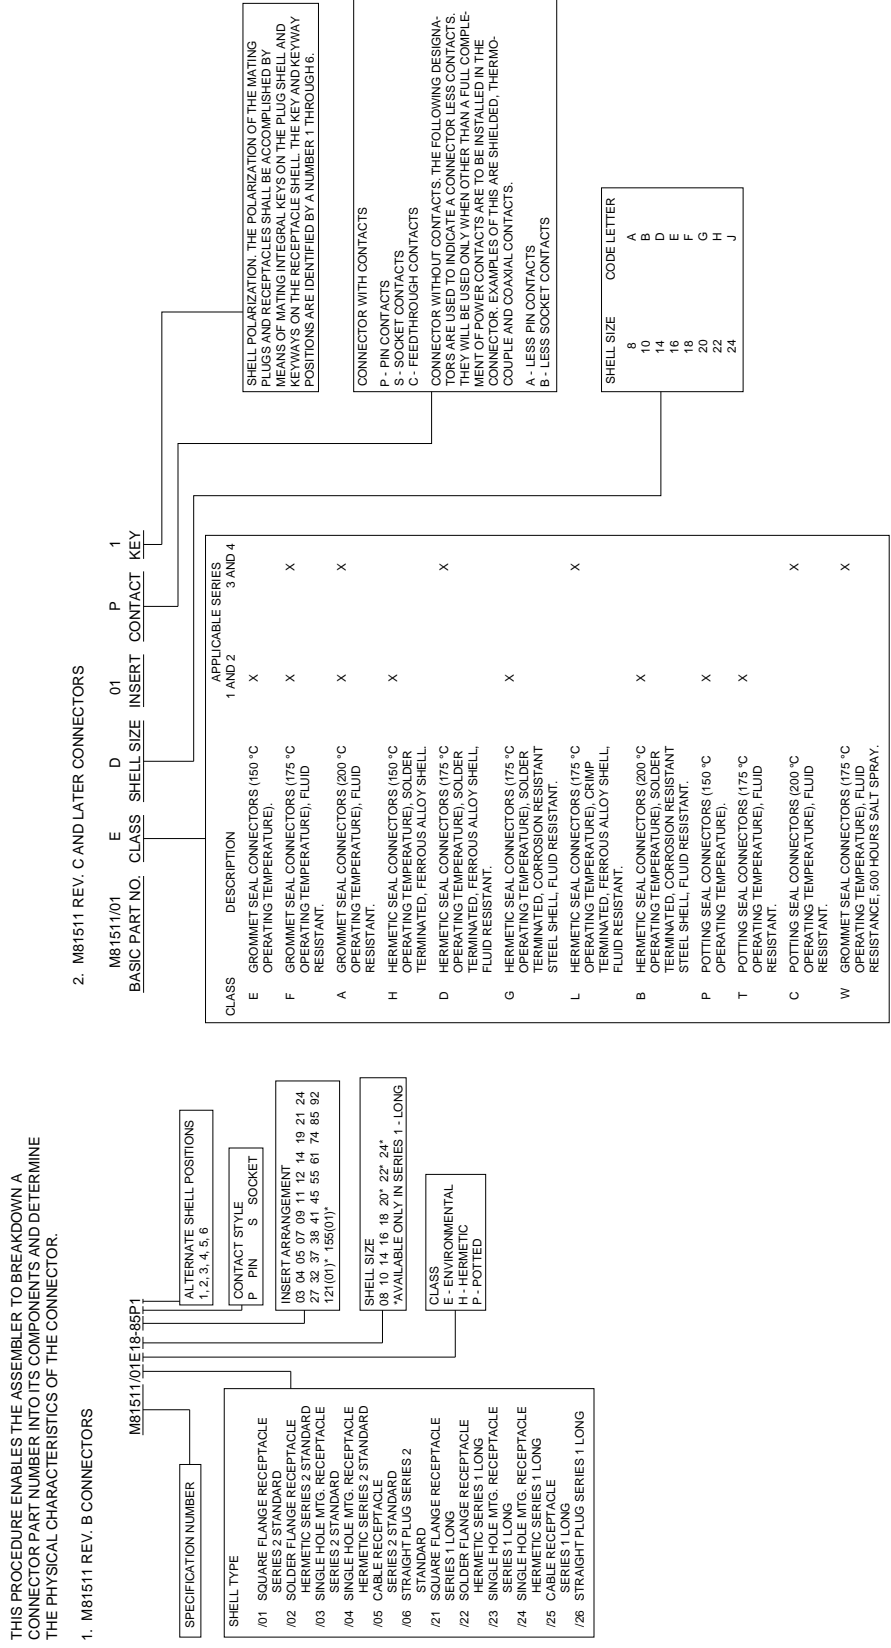 THIS PROCEDURE ENABLES THE ASSEMBLER TO BREAKDOWN A
CONNECTOR PART NUMBER INTO ITS COMPONENTS AND DETERMINE
THE PHYSICAL CHARACTERISTICS OF THE CONNECTOR.
1. M81511 REV. B CONNECTORS
M81511/01E18-85P1
SPECIFICATION NUMBER
SHELL TYPE
/01 SQUARE FLANGE RECEPTACLE
SERIES 2 STANDARD
/02 SOLDER FLANGE RECEPTACLE
HERMETIC SERIES 2 STANDARD
/03 SINGLE HOLE MTG. RECEPTACLE
SERIES 2 STANDARD
/04 SINGLE HOLE MTG. RECEPTACLE
HERMETIC SERIES 2 STANDARD
/05 CABLE RECEPTACLE
SERIES 2 STANDARD
/06 STRAIGHT PLUG SERIES 2
STANDARD
/21 SQUARE FLANGE RECEPTACLE
SERIES 1 LONG
/22 SOLDER FLANGE RECEPTACLE
HERMETIC SERIES 1 LONG
/23 SINGLE HOLE MTG. RECEPTACLE
SERIES 1 LONG
/24 SINGLE HOLE MTG. RECEPTACLE
HERMETIC SERIES 1 LONG
/25 CABLE RECEPTACLE
SERIES 1 LONG
/26 STRAIGHT PLUG SERIES 1 LONG
ALTERNATE SHELL POSITIONS
1, 2, 3, 4, 5, 6
CONTACT STYLE
P PIN S SOCKET
INSERT ARRANGEMENT
03 04 05 07 09 11 12 14 19 21 24
27 32 37 38 41 45 55 61 74 85 92
121(01)* 155(01)*
SHELL SIZE
08 10 14 16 18 20* 22* 24*
*AVAILABLE ONLY IN SERIES 1 - LONG
CLASS
E - ENVIRONMENTAL
H - HERMETIC
P - POTTED
2. M81511 REV. C AND LATER CONNECTORS
M81511/01 E D 01 P 1
BASIC PART NO. CLASS SHELL SIZE INSERT CONTACT KEY
APPLICABLE SERIES
CLASS DESCRIPTION 1 AND 2 3 AND 4
E GROMMET SEAL CONNECTORS (150 °C X
OPERATING TEMPERATURE).
F GROMMET SEAL CONNECTORS (175 °C X X
OPERATING TEMPERATURE), FLUID
RESISTANT.
A GROMMET SEAL CONNECTORS (200 °C X X
OPERATING TEMPERATURE), FLUID
RESISTANT.
H HERMETIC SEAL CONNECTORS (150 °C X
OPERATING TEMPERATURE), SOLDER
TERMINATED, FERROUS ALLOY SHELL.
D HERMETIC SEAL CONNECTORS (175 °C X
OPERATING TEMPERATURE), SOLDER
TERMINATED, FERROUS ALLOY SHELL,
FLUID RESISTANT.
G HERMETIC SEAL CONNECTORS (175 °C X
OPERATING TEMPERATURE), SOLDER
TERMINATED, CORROSION RESISTANT
STEEL SHELL, FLUID RESISTANT.
L HERMETIC SEAL CONNECTORS (175 °C X
OPERATING TEMPERATURE), CRIMP
TERMINATED, FERROUS ALLOY SHELL,
FLUID RESISTANT.
B HERMETIC SEAL CONNECTORS (200 °C X
OPERATING TEMPERATURE), SOLDER
TERMINATED, CORROSION RESISTANT
STEEL SHELL, FLUID RESISTANT.
P POTTING SEAL CONNECTORS (150 °C X
OPERATING TEMPERATURE).
T POTTING SEAL CONNECTORS (175 °C X
OPERATING TEMPERATURE), FLUID
RESISTANT.
C POTTING SEAL CONNECTORS (200 °C X
OPERATING TEMPERATURE), FLUID
RESISTANT.
W GROMMET SEAL CONNECTORS (175 °C X
OPERATING TEMPERATURE), FLUID
RESISTANCE, 500 HOURS SALT SPRAY.
SHELL POLARIZATION. THE POLARIZATION OF THE MATING
PLUGS AND RECEPTACLES SHALL BE ACCOMPLISHED BY
MEANS OF MATING INTEGRAL KEYS ON THE PLUG SHELL AND
KEYWAYS ON THE RECEPTACLE SHELL. THE KEY AND KEYWAY
POSITIONS ARE IDENTIFIED BY A NUMBER 1 THROUGH 6.
CONNECTOR WITH CONTACTS
P - PIN CONTACTS
S - SOCKET CONTACTS
C - FEEDTHROUGH CONTACTS
CONNECTOR WITHOUT CONTACTS. THE FOLLOWING DESIGNA-
TORS ARE USED TO INDICATE A CONNECTOR LESS CONTACTS.
THEY WILL BE USED ONLY WHEN OTHER THAN A FULL COMPLE-
MENT OF POWER CONTACTS ARE TO BE INSTALLED IN THE
CONNECTOR. EXAMPLES OF THIS ARE SHIELDED, THERMO-
COUPLE AND COAXIAL CONTACTS.
A - LESS PIN CONTACTS
B - LESS SOCKET CONTACTS
SHELL SIZE CODE LETTER
8 A
10 B
14 D
16 E
18 F
20 G
22 H
24 J